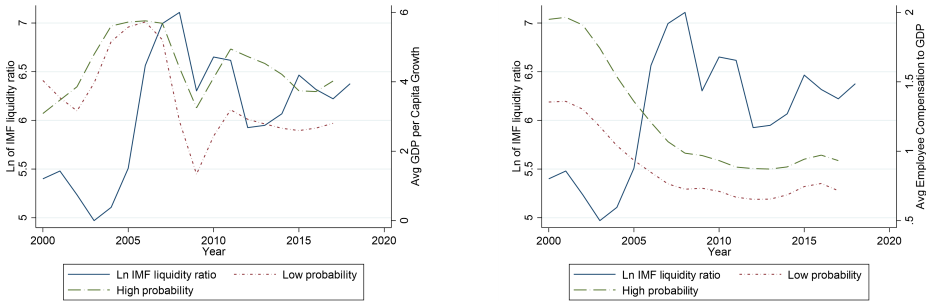 Ln of IMF liquidity ratio
7
6.5
6
5.5
5
6
4
2
0
Avg GDP per Capita Growth
2000 2005 2010 2015 2020
Year
Ln IMF liquidity ratio Low probability
High probability
Ln of IMF liquidity ratio
7
6.5
6
5.5
5
2
1.5
1
.5
Avg Employee Compensation to GDP
2000 2005 2010 2015 2020
Year
Ln IMF liquidity ratio Low probability
High probability